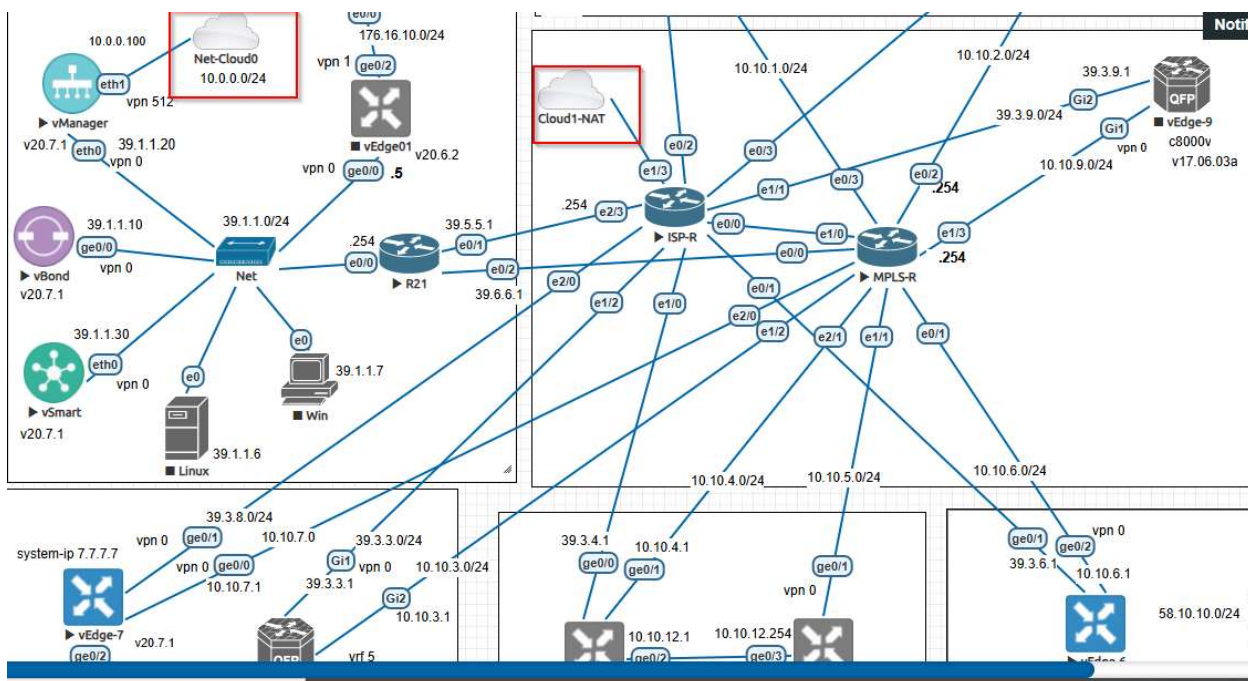 Notif
e0/0
176.16.10.0/24
10.0.0.100
Net-Cloud0
10.0.0.0/24
vpn 1
ge0/2
eth1
vpn 512
vManager
v20.7.1
eth0
39.1.1.20
vpn 0
vEdge01
v20.6.2
vpn 0
ge0/0
.5
39.1.1.10
ge0/0
vpn 0
vBond
v20.7.1
39.1.1.0/24
Net
.254
e0/0
R21
39.5.5.1
e0/1
e0/2
39.6.6.1
39.1.1.30
eth0
vpn 0
vSmart
v20.7.1
e0
Linux
39.1.1.6
e0
39.1.1.7
Win
Cloud1-NAT
10.10.1.0/24
10.10.2.0/24
39.3.9.1
Gi2
QFP
vEdge-9
c8000v
v17.06.03a
39.3.9.0/24
Gi1
vpn 0
10.10.9.0/24
e0/2
e0/3
e1/3
e1/1
e0/3
e0/2
.254
.254
e2/3
ISP-R
e0/0
e1/0
e0/0
e1/3
.254
MPLS-R
e2/0
e1/2
e1/0
e0/1
e2/0
e1/2
e2/1
e1/1
e0/1
10.10.4.0/24
10.10.5.0/24
10.10.6.0/24
39.3.8.0/24
vpn 0
ge0/1
system-ip 7.7.7.7
vpn 0
ge0/0
10.10.7.0
10.10.7.1
vEdge-7
v20.7.1
ge0/2
39.3.3.0/24
Gi1
vpn 0
39.3.3.1
10.10.3.0/24
Gi2
10.10.3.1
QFP
vrf 5
39.3.4.1
ge0/0
10.10.4.1
ge0/1
10.10.12.1
ge0/2
10.10.12.254
ge0/3
ge0/1
vpn 0
ge0/1
39.3.6.1
vpn 0
ge0/2
10.10.6.1
58.10.10.0/24
vEdge-6